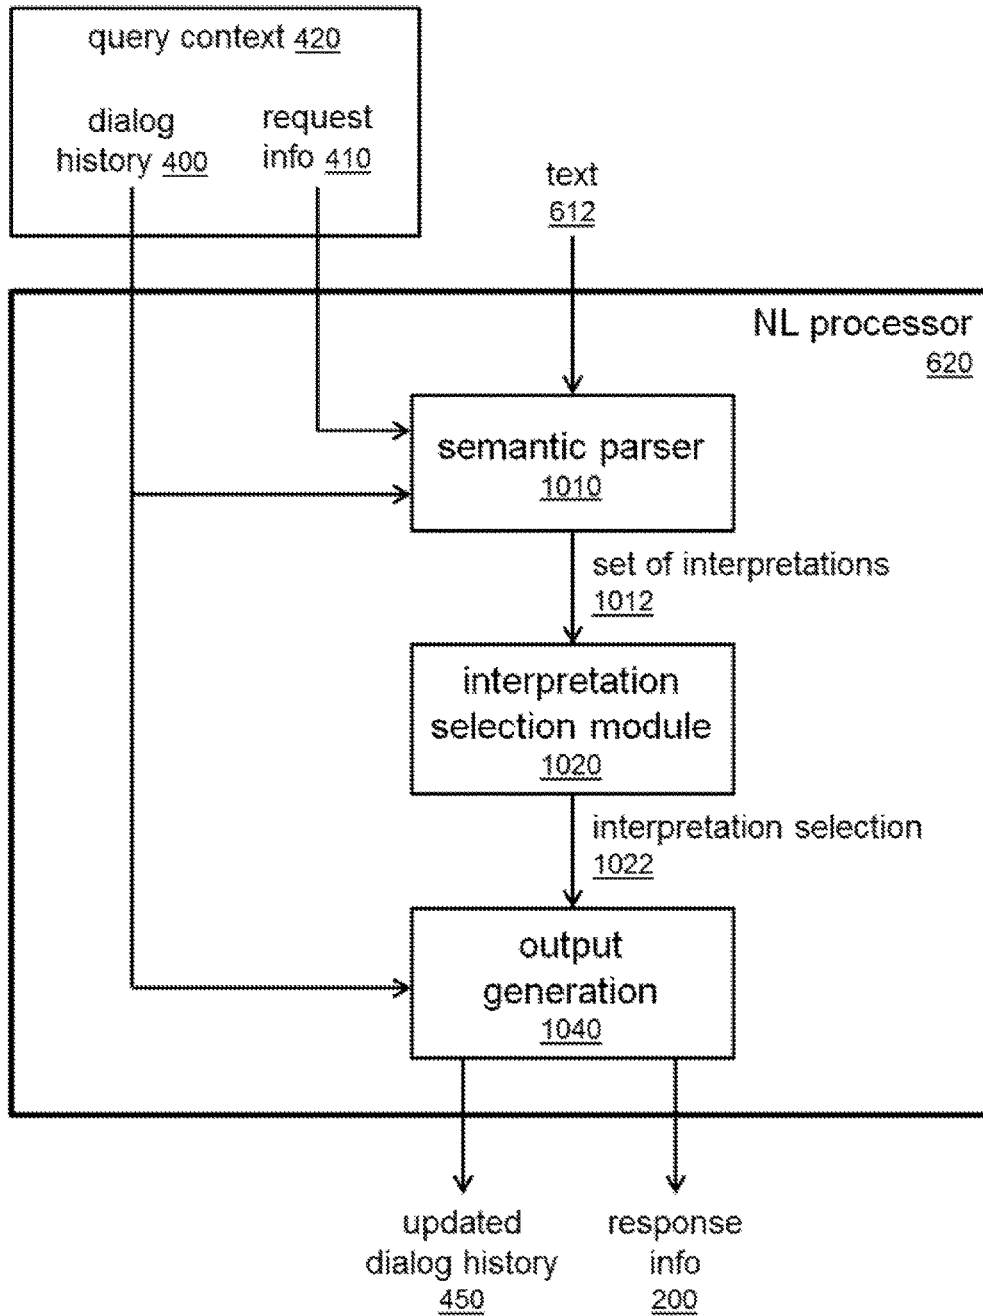 query context 420
dialog
history 400
request
info 410
text
612
NL processor
620
semantic parser
1010
set of interpretations
1012
interpretation
selection module
1020
interpretation selection
1022
output
generation
1040
updated
dialog history
450
response
info
200